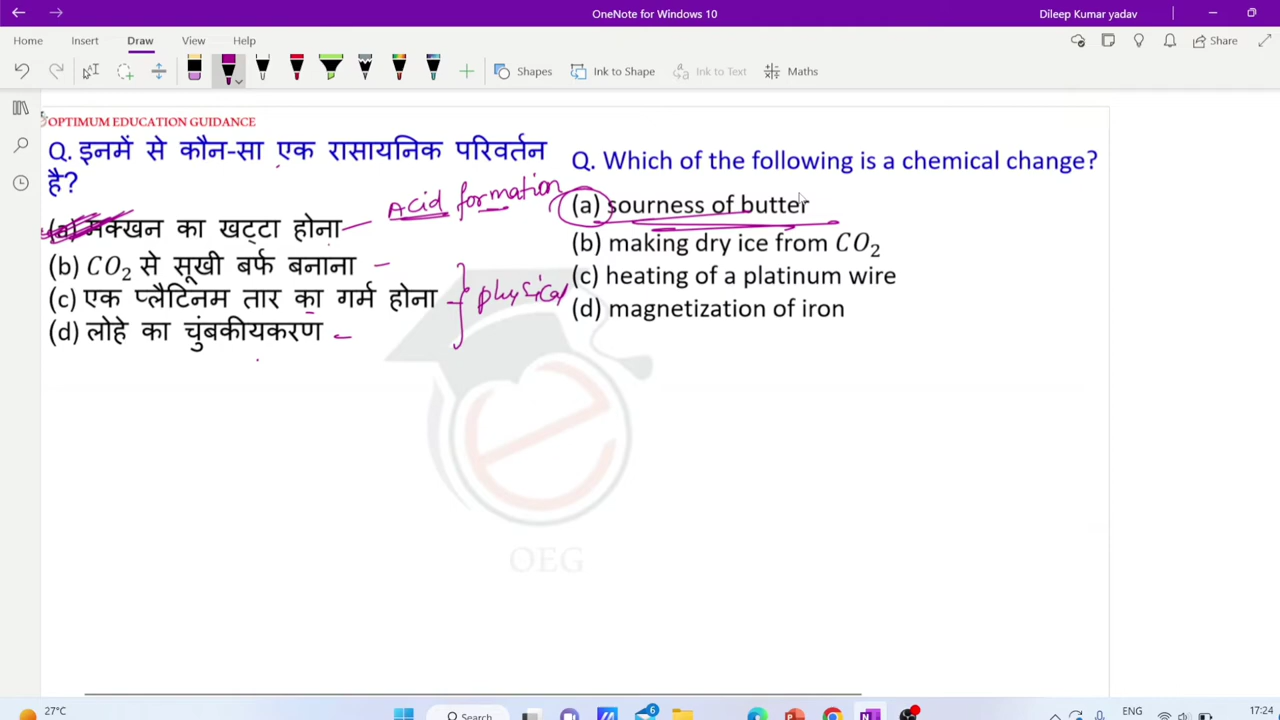 OneNote for Windows 10
Dileep Kumar yadav
Home Insert Draw View Help
Share
Shapes Ink to Shape Ink to Text Maths
OPTIMUM EDUCATION GUIDANCE
Q. इनमें से कौन-सा एक रासायनिक परिवर्तन
है?
(a) मक्खन का खट्टा होना
Acid formation
(b) CO2 से सूखी बर्फ बनाना
(c) एक प्लैटिनम तार का गर्म होना
physical
(d) लोहे का चुंबकीयकरण
Q. Which of the following is a chemical change?
(a) sourness of butter
(b) making dry ice from CO2
(c) heating of a platinum wire
(d) magnetization of iron
OEG
27°C
Search
6
ENG
17:24